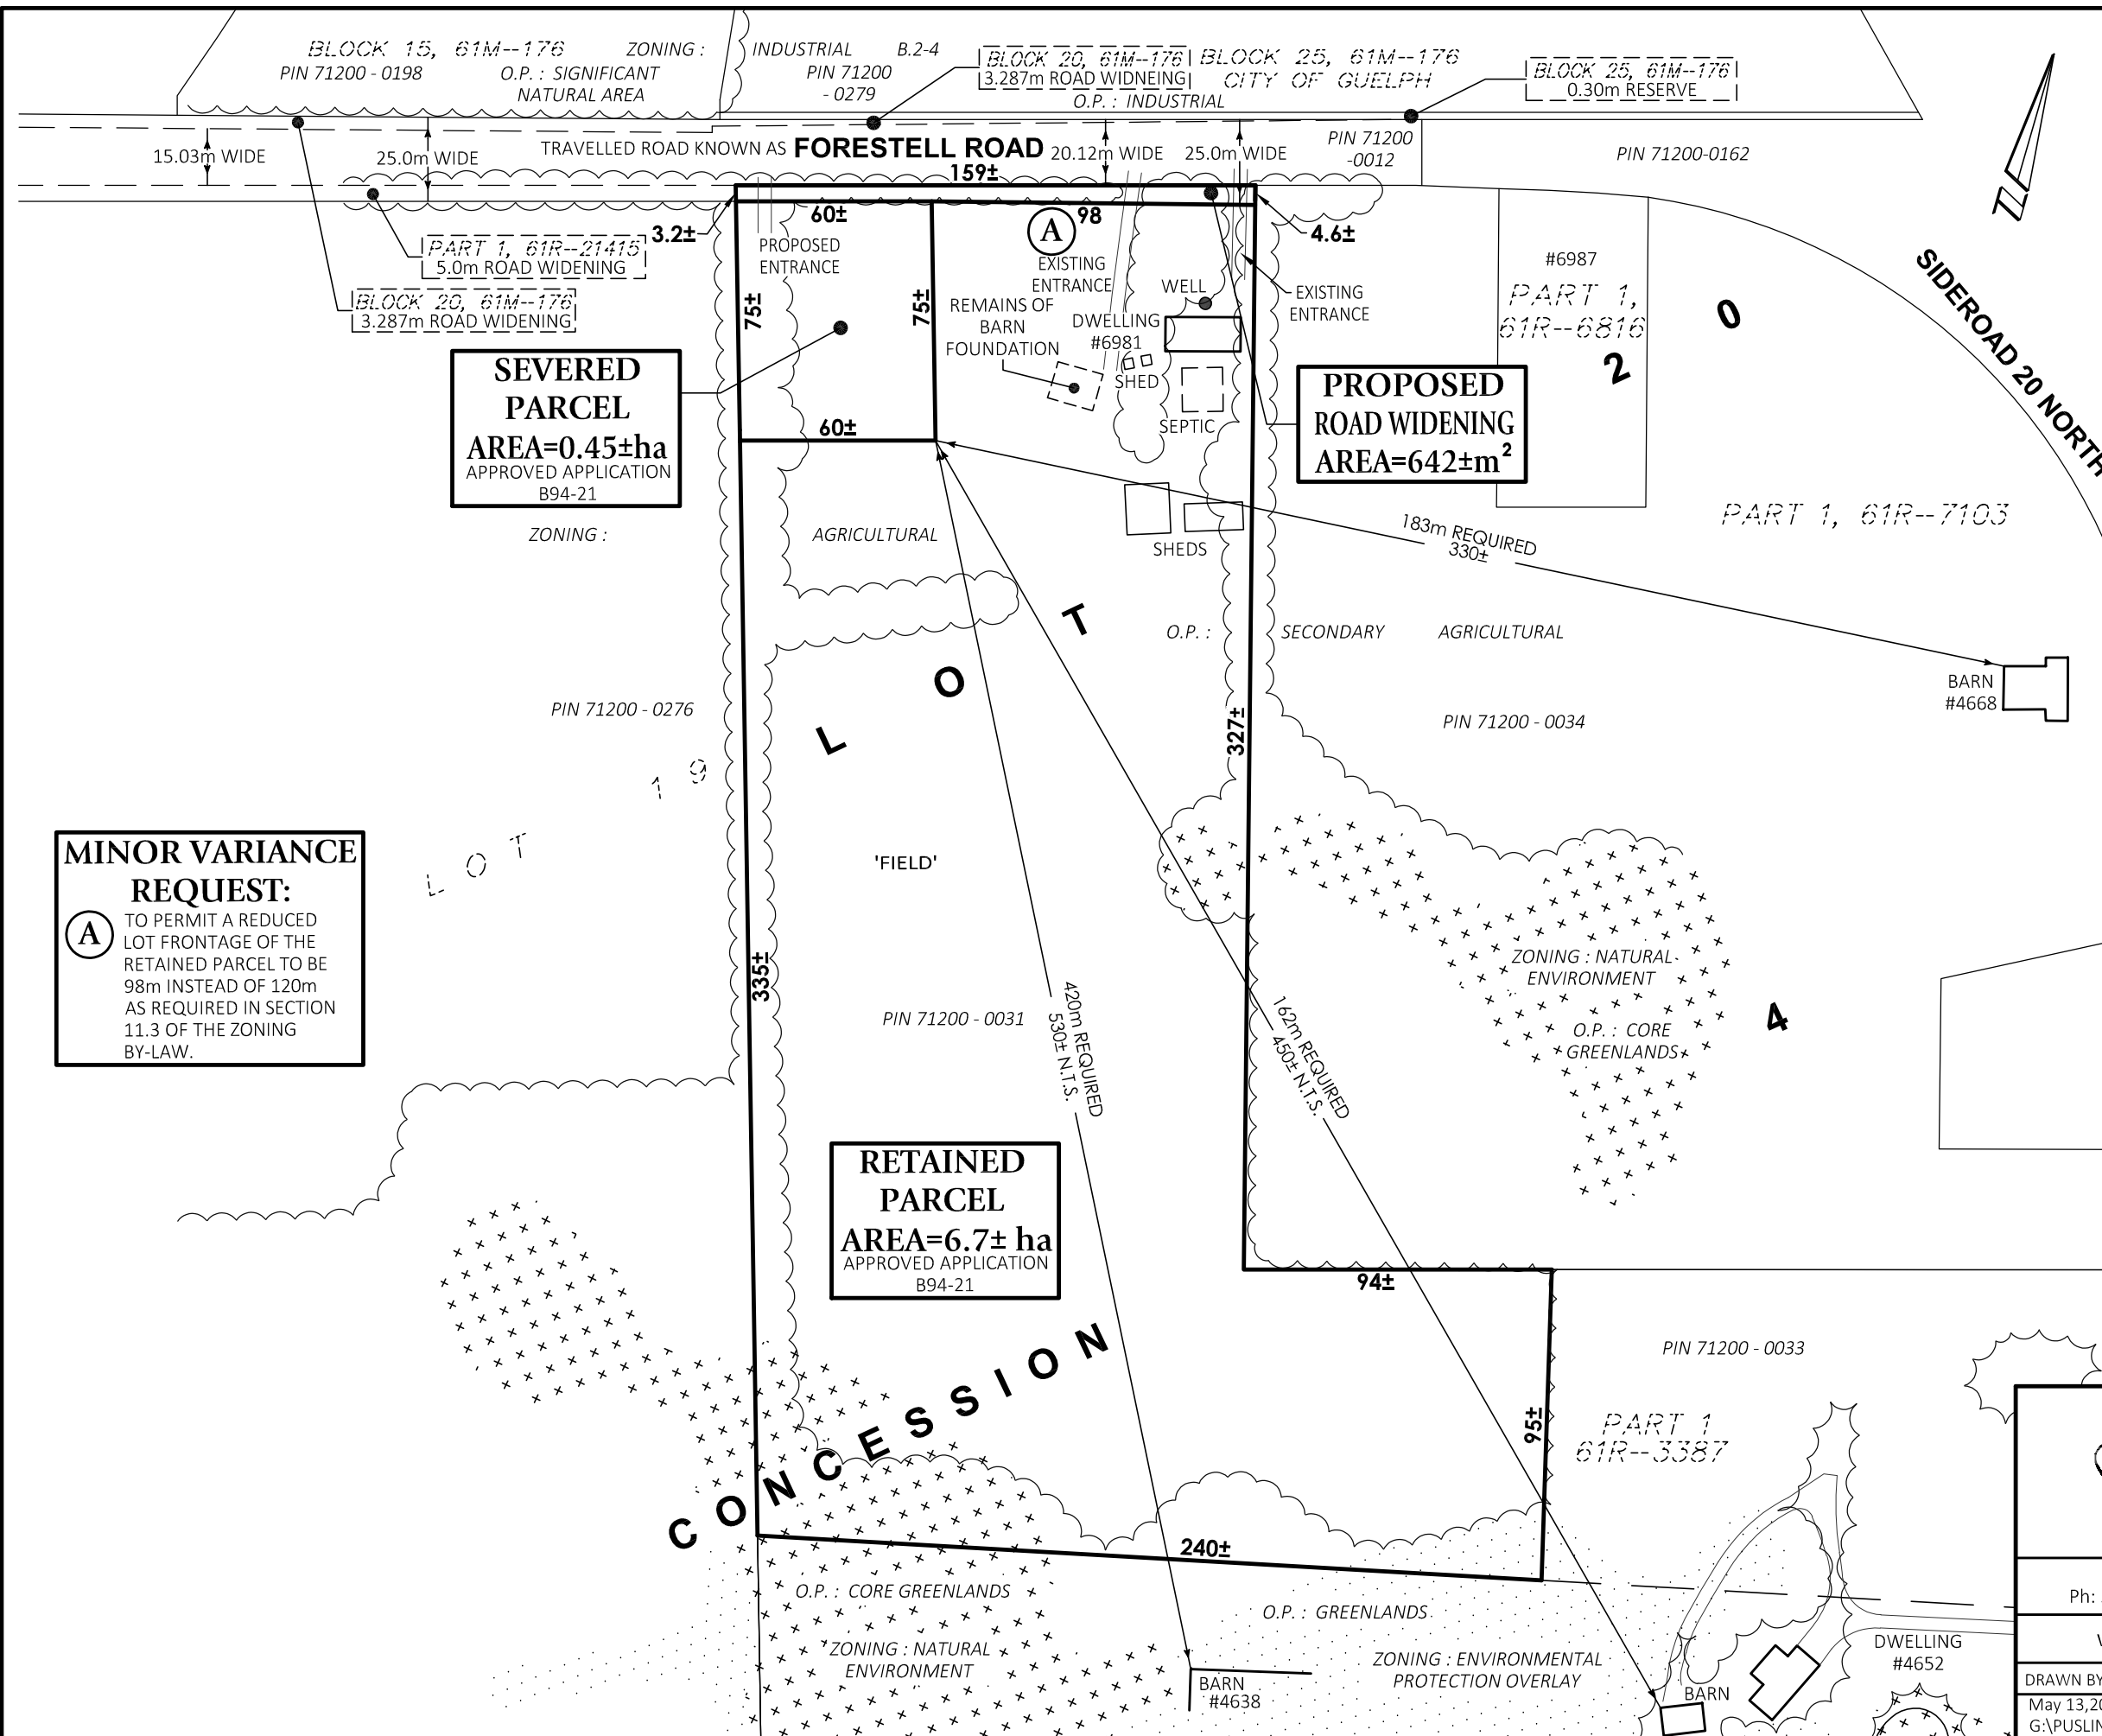 BLOCK 15, 61M--176
PIN 71200 - 0198
ZONING :
INDUSTRIAL
B.2-4
O.P. : SIGNIFICANT
NATURAL AREA
PIN 71200
- 0279
BLOCK 20, 61M--176
3.287m ROAD WIDNEING
BLOCK 25, 61M--176
CITY OF GUELPH
O.P. : INDUSTRIAL
BLOCK 25, 61M--176
0.30m RESERVE
15.03m WIDE
25.0m WIDE
TRAVELLED ROAD KNOWN AS FORESTELL ROAD
20.12m WIDE
25.0m WIDE
PIN 71200
-0012
PIN 71200-0162
159±
60±
98
3.2±
4.6±
PART 1, 61R--21415
5.0m ROAD WIDENING
BLOCK 20, 61M--176
3.287m ROAD WIDENING
PROPOSED
ENTRANCE
A
EXISTING
ENTRANCE
WELL
EXISTING
ENTRANCE
75±
75±
REMAINS OF
BARN
FOUNDATION
DWELLING
#6981
SHED
SEPTIC
60±
#6987
PART 1,
61R--6816
2 0
SIDEROAD 20 NORTH
SEVERED
PARCEL
AREA=0.45±ha
APPROVED APPLICATION
B94-21
PROPOSED
ROAD WIDENING
AREA=642±m²
ZONING :
AGRICULTURAL
SHEDS
183m REQUIRED
330±
PART 1, 61R--7103
O.P. :
SECONDARY
AGRICULTURAL
L O T
PIN 71200 - 0276
327±
PIN 71200 - 0034
BARN
#4668
LOT 19
'FIELD'
MINOR VARIANCE
REQUEST:
A
TO PERMIT A REDUCED
LOT FRONTAGE OF THE
RETAINED PARCEL TO BE
98m INSTEAD OF 120m
AS REQUIRED IN SECTION
11.3 OF THE ZONING
BY-LAW.
335±
PIN 71200 - 0031
420m REQUIRED
530± N.T.S.
162m REQUIRED
450± N.T.S.
ZONING : NATURAL
ENVIRONMENT
O.P. : CORE
GREENLANDS
4
RETAINED
PARCEL
AREA=6.7± ha
APPROVED APPLICATION
B94-21
94±
CONCESSION
PIN 71200 - 0033
95±
PART 1
61R--3387
240±
O.P. : CORE GREENLANDS
O.P. : GREENLANDS
ZONING : NATURAL
ENVIRONMENT
ZONING : ENVIRONMENTAL
PROTECTION OVERLAY
BARN
#4638
BARN
DWELLING
#4652
Ph:
DRAWN BY
May 13,20
G:\PUSLIN